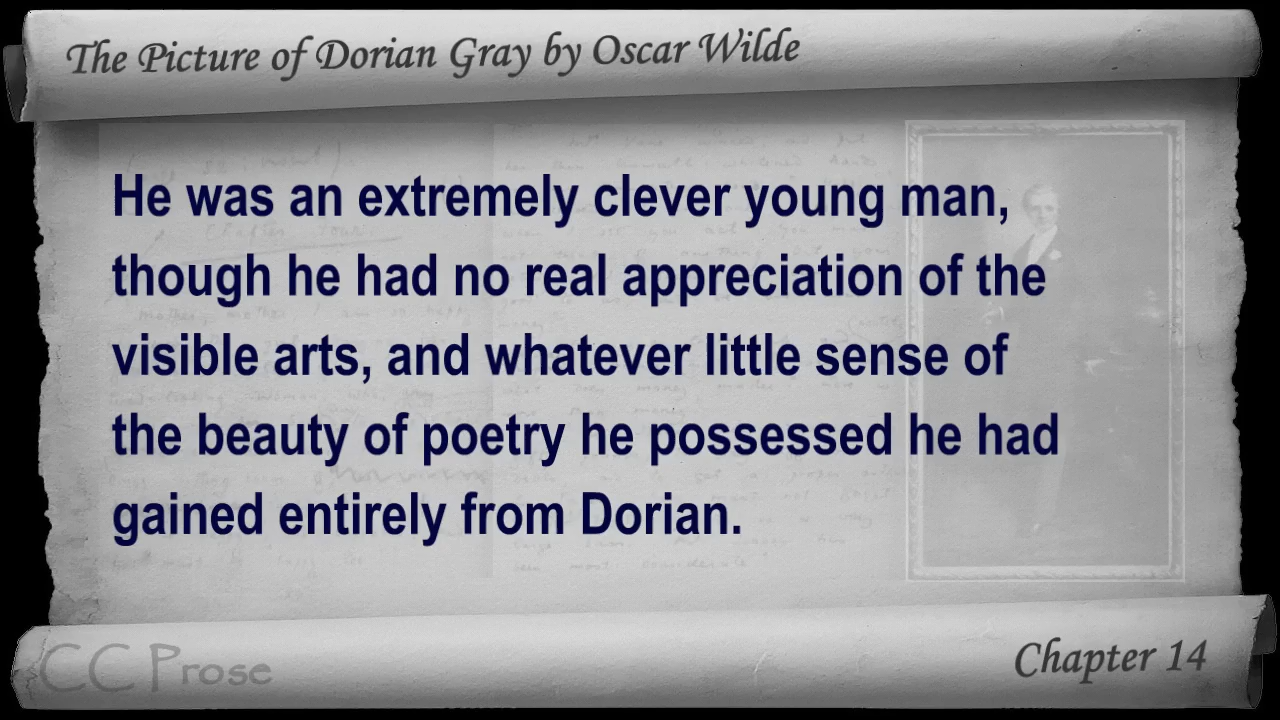 The Picture of Dorian Gray by Oscar Wilde
He was an extremely clever young man,
though he had no real appreciation of the
visible arts, and whatever little sense of
the beauty of poetry he possessed he had
gained entirely from Dorian.
CC Prose
Chapter 14